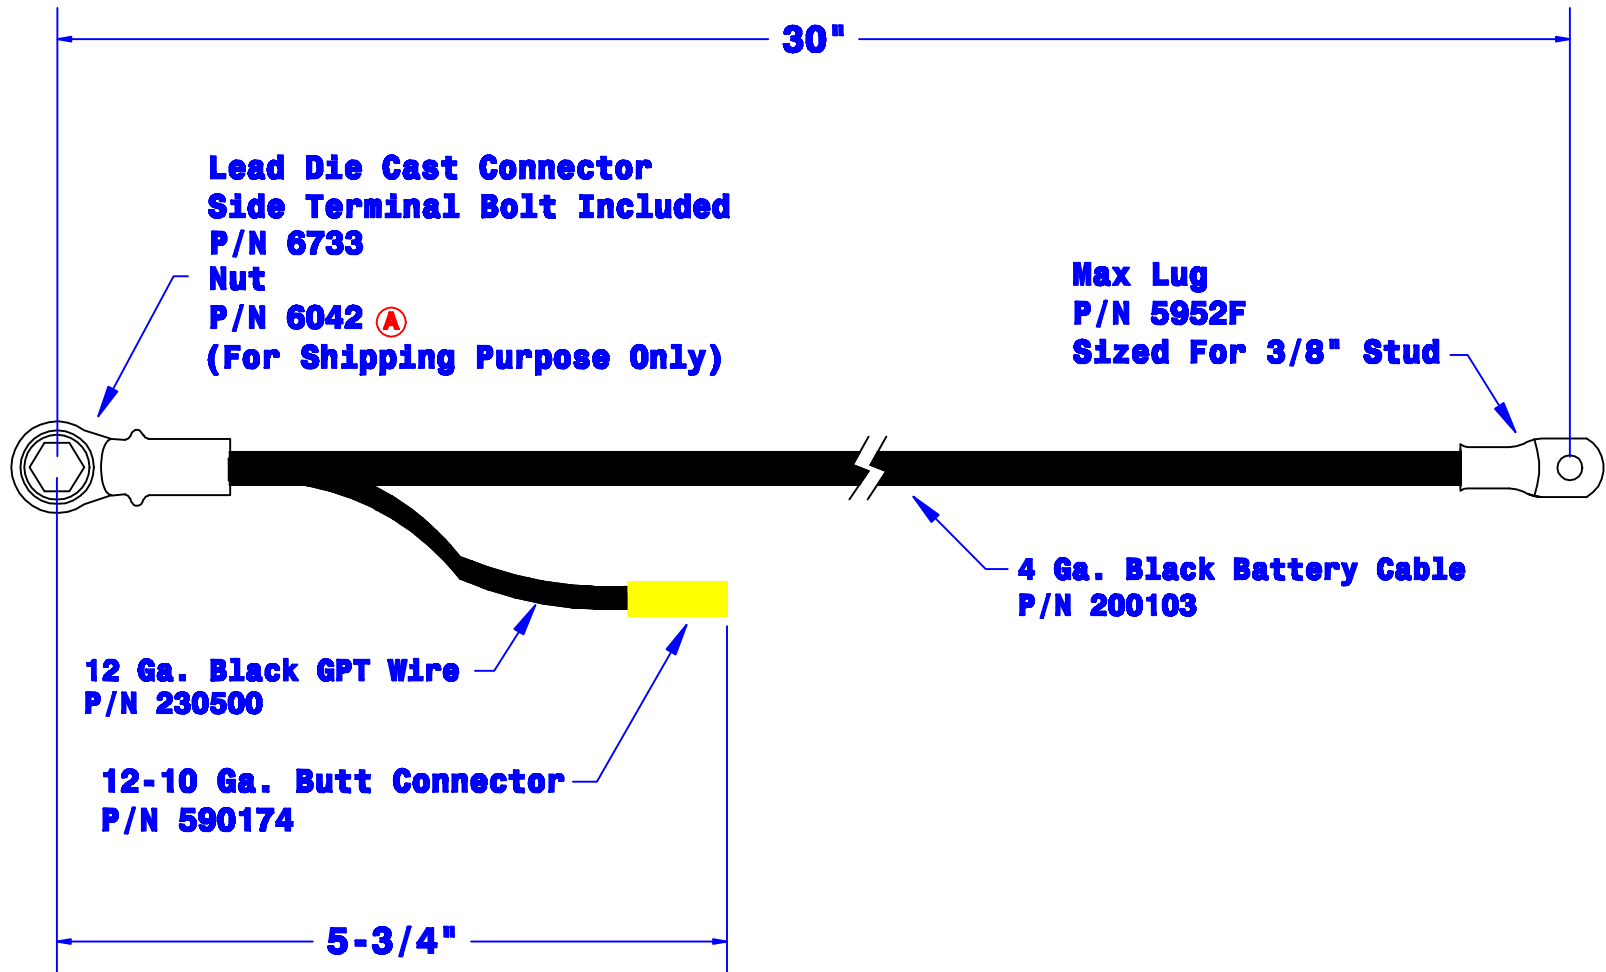 30"
Lead Die Cast Connector
Side Terminal Bolt Included
P/N 6733
Nut
P/N 6042 A
(For Shipping Purpose Only)
Max Lug
P/N 5952F
Sized For 3/8" Stud
4 Ga. Black Battery Cable
P/N 200103
12 Ga. Black GPT Wire
P/N 230500
12-10 Ga. Butt Connector
P/N 590174
5-3/4"